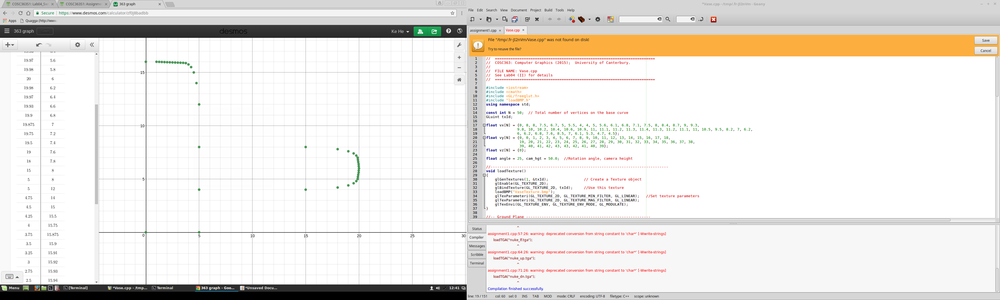 COSC363S1: Lab04_Sw
COSC363S1: Assignme
363 graph
Secure
https://www.desmos.com/calculator/zf0j8badbb
Apps
Quagga (http://www.
363 graph
Save
desmos
Ke He
19.97 5.6
19.98 5.8
20 6
19.98 6.2
19.97 6.4
19.93 6.6
19.9 6.8
19.875 7
19.75 7.2
19.5 7.4
19 7.6
18 7.8
15 8
5 8
5 12
4.75 14
4.5 15
4.25 15.5
4 15.75
3.75 15.875
3.5 15.9
3.25 15.91
3 15.92
2.75 15.93
2.5 15.94
15
10
5
0 5 10 15 20 25 30
Menu
[Terminal]
*Vase.cpp - /tmp...
Terminal
363 graph - Goo...
*Unsaved Docu...
12:41
*Vase.cpp - /tmp/.fr-JI2nVm - Geany
File Edit Search View Document Project Build Tools Help
assignment1.cpp
Vase.cpp
File "/tmp/.fr-JI2nVm/Vase.cpp" was not found on disk!
Try to resave the file?
Save
Cancel
1 // ========================================================================
2 // COSC363: Computer Graphics (2015); University of Canterbury.
3 //
4 // FILE NAME: Vase.cpp
5 // See Lab04 (II) for details
6 // ========================================================================
7
8 #include <iostream>
9 #include <cmath>
10 #include <GL/freeglut.h>
11 #include "loadBMP.h"
12 using namespace std;
13
14 const int N = 50; // Total number of vertices on the base curve
15 GLuint txId;
16
17 float vx[N] = {0, 8, 8, 7.5, 6.7, 5, 5.5, 4, 4, 5, 5.6, 6.1, 6.8, 7.1, 7.5, 8, 8.4, 8.7, 9, 9.3,
18 9.8, 10, 10.2, 10.4, 10.6, 10.9, 11, 11.1, 11.2, 11.3, 11.4, 11.3, 11.2, 11.1, 11, 10.5, 9.5, 8.2, 7, 6.2,
19 6, 6.2, 6.8, 7.6, 8.5, 7, 6.1, 5.3, 4.7, 4.5};
20 float vy[N] = {0, 0, 1, 2, 3, 4, 5, 6, 7, 8, 9, 10, 11, 12, 13, 14, 15, 16, 17, 18,
21 19, 20, 21, 22, 23, 24, 25, 26, 27, 28, 29, 30, 31, 32, 33, 34, 35, 36, 37, 38,
22 39, 40, 41, 42, 43, 43, 42, 41, 40, 39};
23 float vz[N] = {0};
24
25 float angle = 25, cam_hgt = 50.0; //Rotation angle, camera height
26
27 //--------------------------------------------------------------------------------
28 void loadTexture()
29 {
30 glGenTextures(1, &txId); // Create a Texture object
31 glEnable(GL_TEXTURE_2D);
32 glBindTexture(GL_TEXTURE_2D, txId); //Use this texture
33 loadBMP("VaseTexture.bmp");
34 glTexParameteri(GL_TEXTURE_2D, GL_TEXTURE_MIN_FILTER, GL_LINEAR); //Set texture parameters
35 glTexParameteri(GL_TEXTURE_2D, GL_TEXTURE_MAG_FILTER, GL_LINEAR);
36 glTexEnvi(GL_TEXTURE_ENV, GL_TEXTURE_ENV_MODE, GL_MODULATE);
37 }
38
39 //-- Ground Plane --------------------------------------------------------
Status
Compiler
Messages
Scribble
Terminal
^
assignment1.cpp:57:26: warning: deprecated conversion from string constant to ‘char*’ [-Wwrite-strings]
loadTGA("nuke_lf.tga");
^
assignment1.cpp:64:26: warning: deprecated conversion from string constant to ‘char*’ [-Wwrite-strings]
loadTGA("nuke_up.tga");
^
assignment1.cpp:71:26: warning: deprecated conversion from string constant to ‘char*’ [-Wwrite-strings]
loadTGA("nuke_dn.tga");
^
Compilation finished successfully.
line: 19 / 151 col: 60 sel: 0 INS TAB MOD mode: CRLF encoding: UTF-8 filetype: C++ scope: unknown